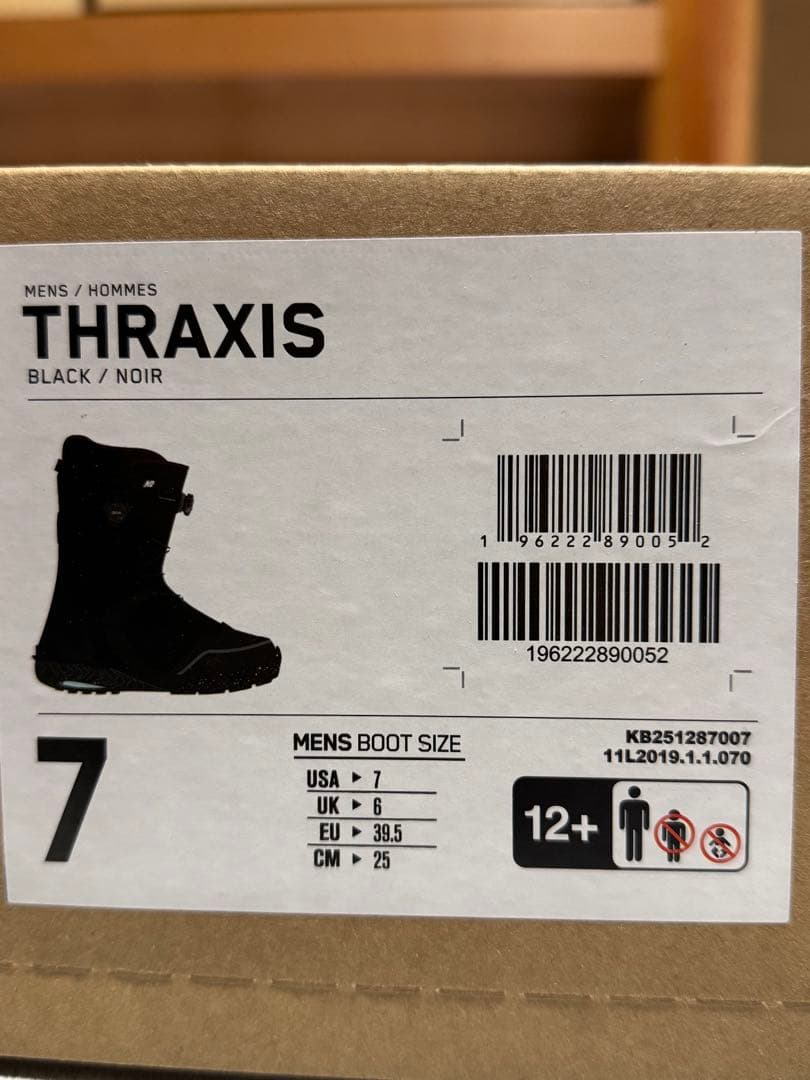 MENS / HOMMES
THRAXIS
BLACK / NOIR
K2
1 96222 89005 2
196222890052
7
MENS BOOT SIZE
USA ► 7
UK ► 6
EU ► 39.5
CM ► 25
KB251287007
11L2019.1.1.070
12+